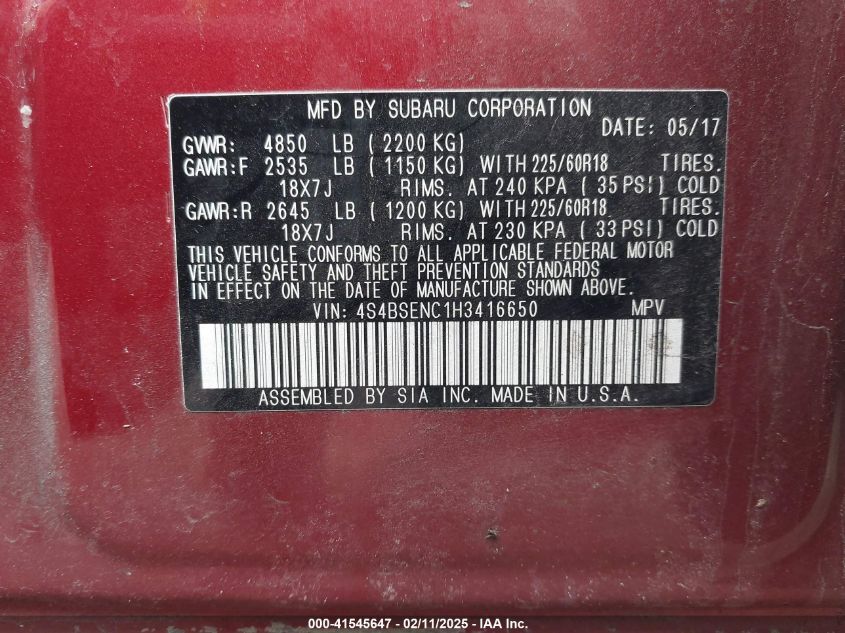 MFD BY SUBARU CORPORATION
DATE: 05/17
GVWR: 4850 LB ( 2200 KG)
GAWR:F 2535 LB ( 1150 KG) WITH 225/60R18 TIRES.
18X7J RIMS. AT 240 KPA ( 35 PSI) COLD
GAWR:R 2645 LB ( 1200 KG) WITH 225/60R18 TIRES.
18X7J RIMS. AT 230 KPA ( 33 PSI) COLD
THIS VEHICLE CONFORMS TO ALL APPLICABLE FEDERAL MOTOR
VEHICLE SAFETY AND THEFT PREVENTION STANDARDS
IN EFFECT ON THE DATE OF MANUFACTURE SHOWN ABOVE.
VIN: 4S4BSENC1H3416650 MPV
ASSEMBLED BY SIA INC. MADE IN U.S.A.
000-41545647 - 02/11/2025 - IAA Inc.